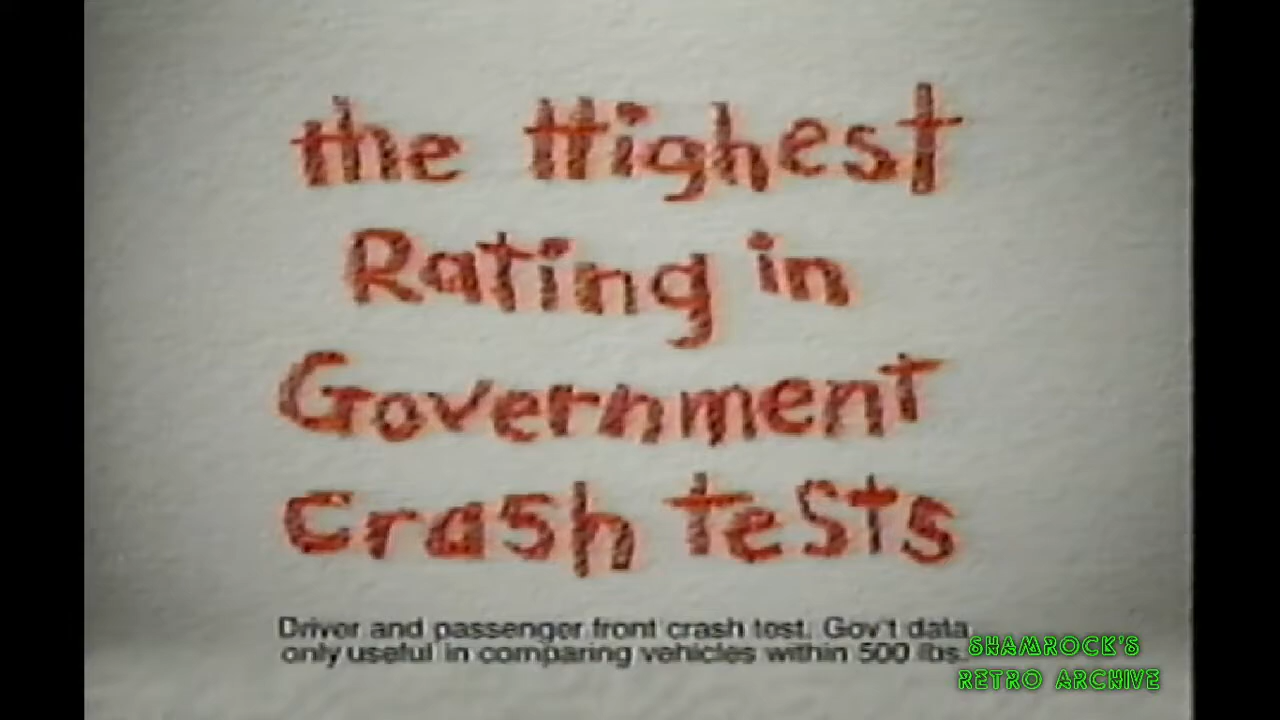 the Highest
Rating in
Government
crash tests
Driver and passenger front crash test. Gov't data
only useful in comparing vehicles within 500 lbs.
SHAMROCK'S
RETRO ARCHIVE